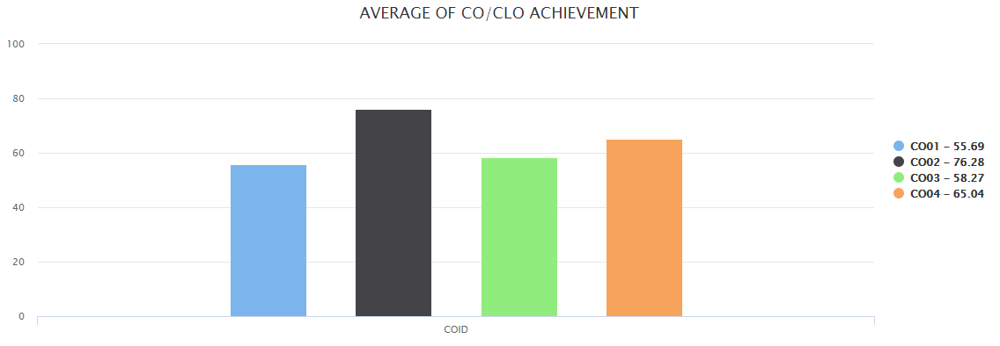 AVERAGE OF CO/CLO ACHIEVEMENT
100
80
60
40
20
0
COID
CO01 - 55.69
CO02 - 76.28
CO03 - 58.27
CO04 - 65.04